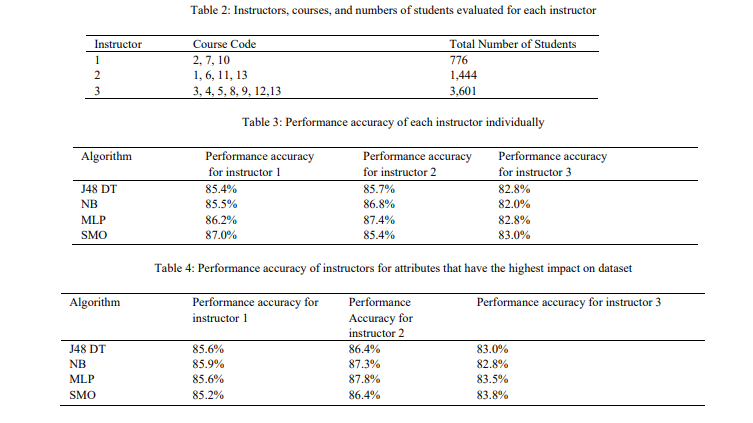 Table 2: Instructors, courses, and numbers of students evaluated for each instructor
Instructor Course Code Total Number of Students
1 2, 7, 10 776
2 1, 6, 11, 13 1,444
3 3, 4, 5, 8, 9, 12,13 3,601
Table 3: Performance accuracy of each instructor individually
Algorithm Performance accuracy Performance accuracy Performance accuracy
for instructor 1 for instructor 2 for instructor 3
J48 DT 85.4% 85.7% 82.8%
NB 85.5% 86.8% 82.0%
MLP 86.2% 87.4% 82.8%
SMO 87.0% 85.4% 83.0%
Table 4: Performance accuracy of instructors for attributes that have the highest impact on dataset
Algorithm Performance accuracy for Performance Performance accuracy for instructor 3
instructor 1 Accuracy for
instructor 2
J48 DT 85.6% 86.4% 83.0%
NB 85.9% 87.3% 82.8%
MLP 85.6% 87.8% 83.5%
SMO 85.2% 86.4% 83.8%